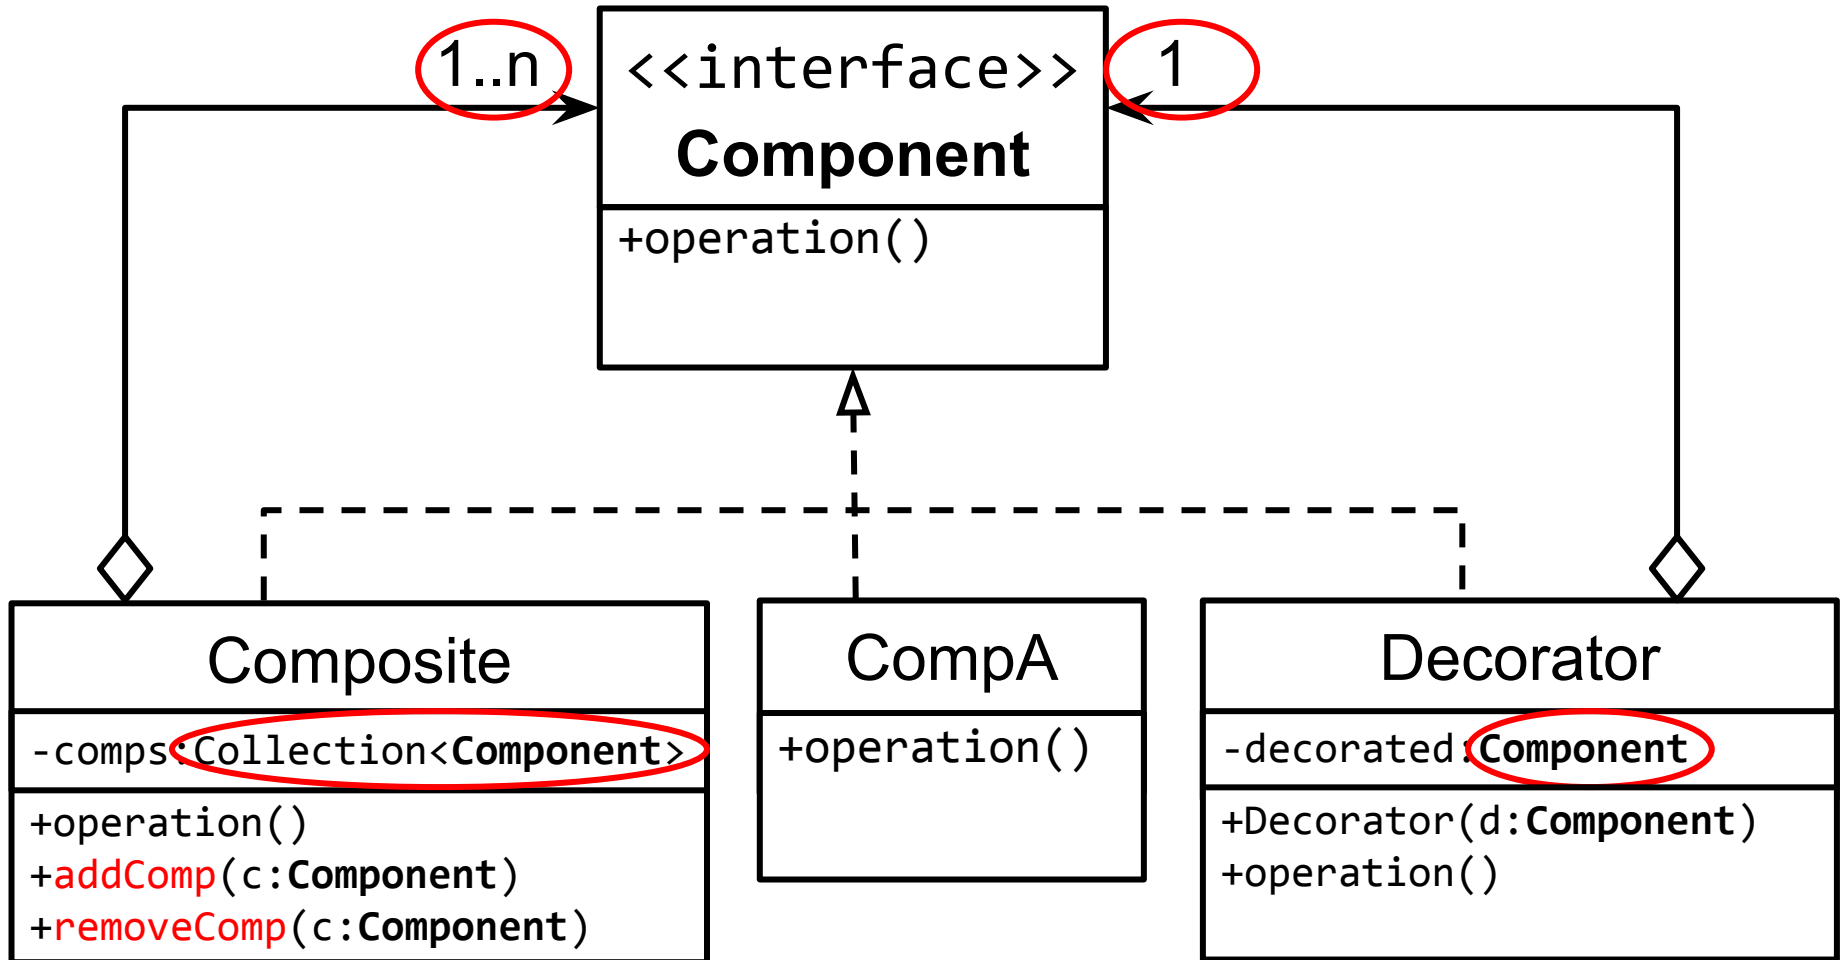 1..n
<<interface>>
1
Component
+operation()
Composite
-comps:Collection<Component>
+operation()
+addComp(c:Component)
+removeComp(c:Component)
CompA
+operation()
Decorator
-decorated:Component
+Decorator(d:Component)
+operation()